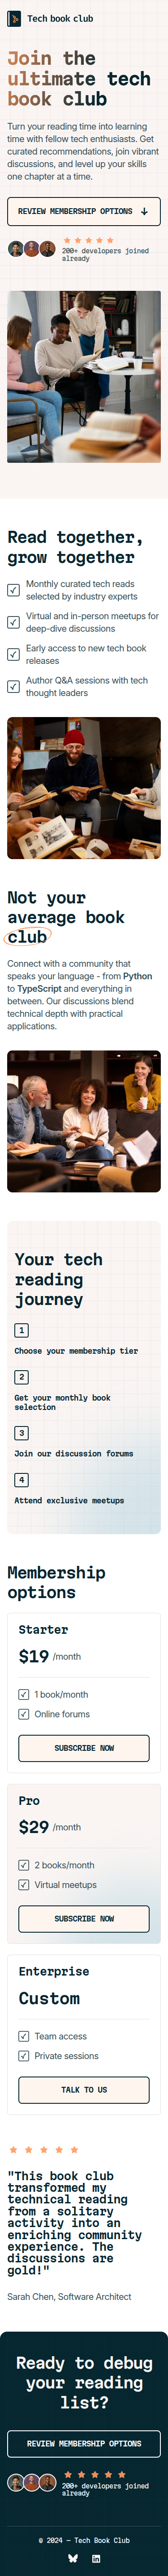 Tech book club
Join the
ultimate tech
book club
Turn your reading time into learning
time with fellow tech enthusiasts. Get
curated recommendations, join vibrant
discussions, and level up your skills
one chapter at a time.
REVIEW MEMBERSHIP OPTIONS
200+ developers joined
already
Read together,
grow together
Monthly curated tech reads
selected by industry experts
Virtual and in-person meetups for
deep-dive discussions
Early access to new tech book
releases
Author Q&A sessions with tech
thought leaders
Not your
average book
club
Connect with a community that
speaks your language - from Python
to TypeScript and everything in
between. Our discussions blend
technical depth with practical
applications.
Your tech
reading
journey
1
Choose your membership tier
2
Get your monthly book
selection
3
Join our discussion forums
4
Attend exclusive meetups
Membership
options
Starter
$19 /month
1 book/month
Online forums
SUBSCRIBE NOW
Pro
$29 /month
2 books/month
Virtual meetups
SUBSCRIBE NOW
Enterprise
Custom
Team access
Private sessions
TALK TO US
"This book club
transformed my
technical reading
from a solitary
activity into an
enriching community
experience. The
discussions are
gold!"
Sarah Chen, Software Architect
Ready to debug
your reading
list?
REVIEW MEMBERSHIP OPTIONS
200+ developers joined
already
© 2024 – Tech Book Club
in